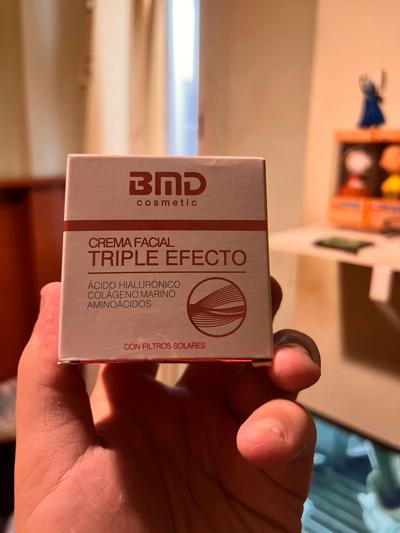 BMD
cosmetic
CREMA FACIAL
TRIPLE EFECTO
ÁCIDO HIALURÓNICO
COLÁGENO MARINO
AMINOÁCIDOS
CON FILTROS SOLARES